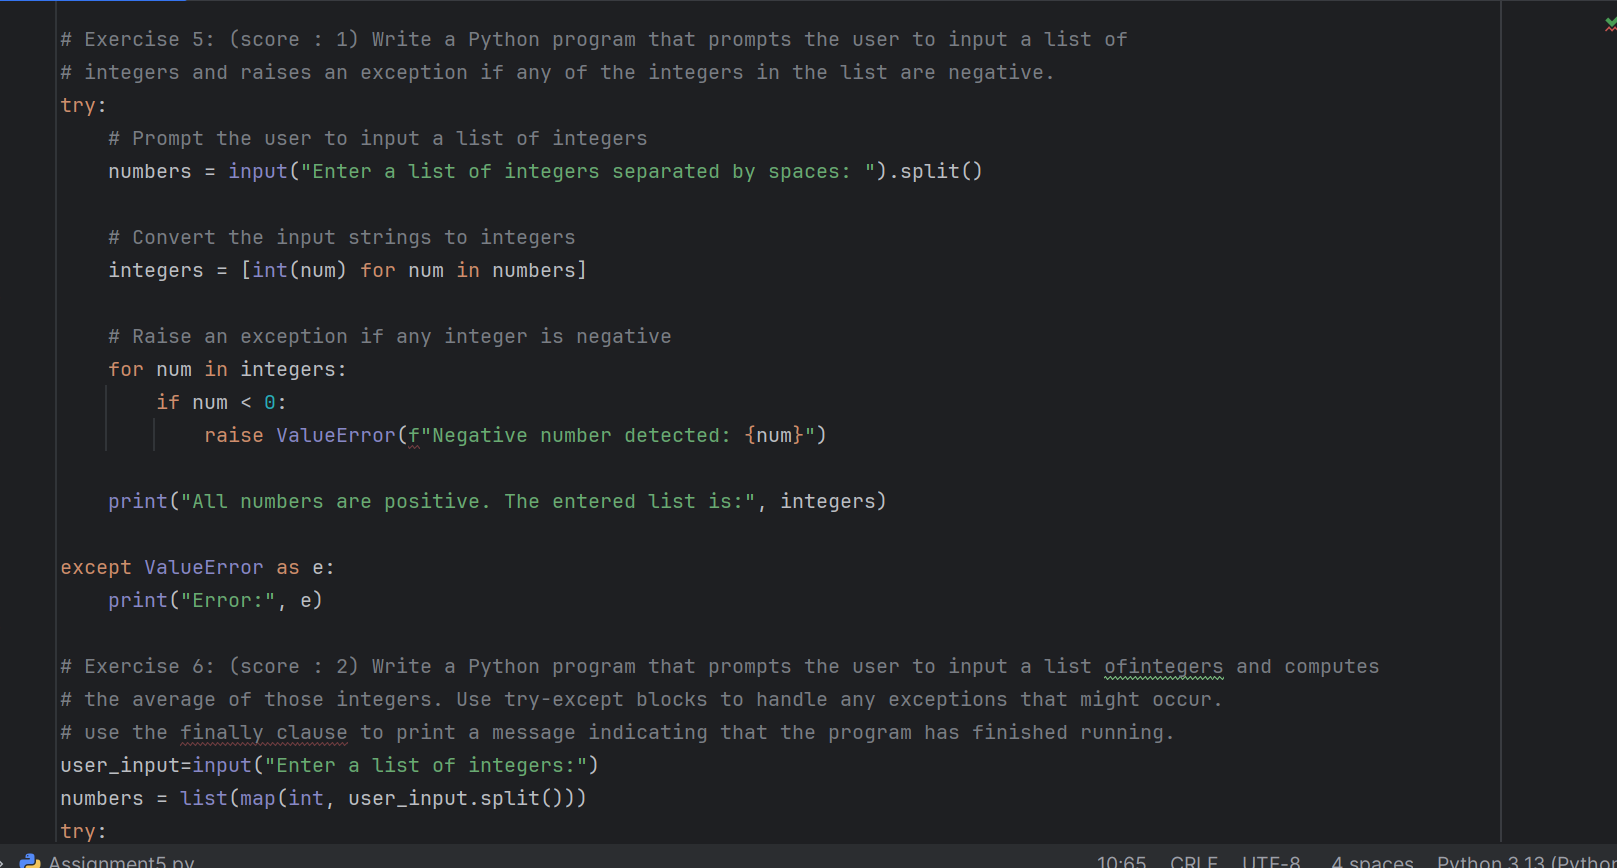 # Exercise 5: (score : 1) Write a Python program that prompts the user to input a list of
# integers and raises an exception if any of the integers in the list are negative.
try:
    # Prompt the user to input a list of integers
    numbers = input("Enter a list of integers separated by spaces: ").split()
    # Convert the input strings to integers
    integers = [int(num) for num in numbers]
    # Raise an exception if any integer is negative
    for num in integers:
        if num < 0:
            raise ValueError(f"Negative number detected: {num}")
    print("All numbers are positive. The entered list is:", integers)
except ValueError as e:
    print("Error:", e)
# Exercise 6: (score : 2) Write a Python program that prompts the user to input a list ofintegers and computes
# the average of those integers. Use try-except blocks to handle any exceptions that might occur.
# use the finally clause to print a message indicating that the program has finished running.
user_input=input("Enter a list of integers:")
numbers = list(map(int, user_input.split()))
try:
Assignment5.py 10:65 CRLF UTF-8 4 spaces Python 3.13 (Python